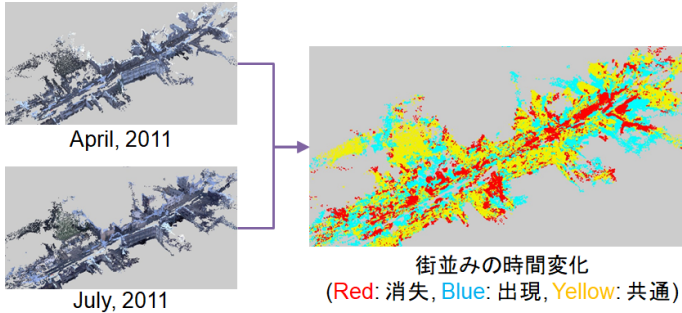 April, 2011
July, 2011
街並みの時間変化
(Red: 消失, Blue: 出現, Yellow: 共通)